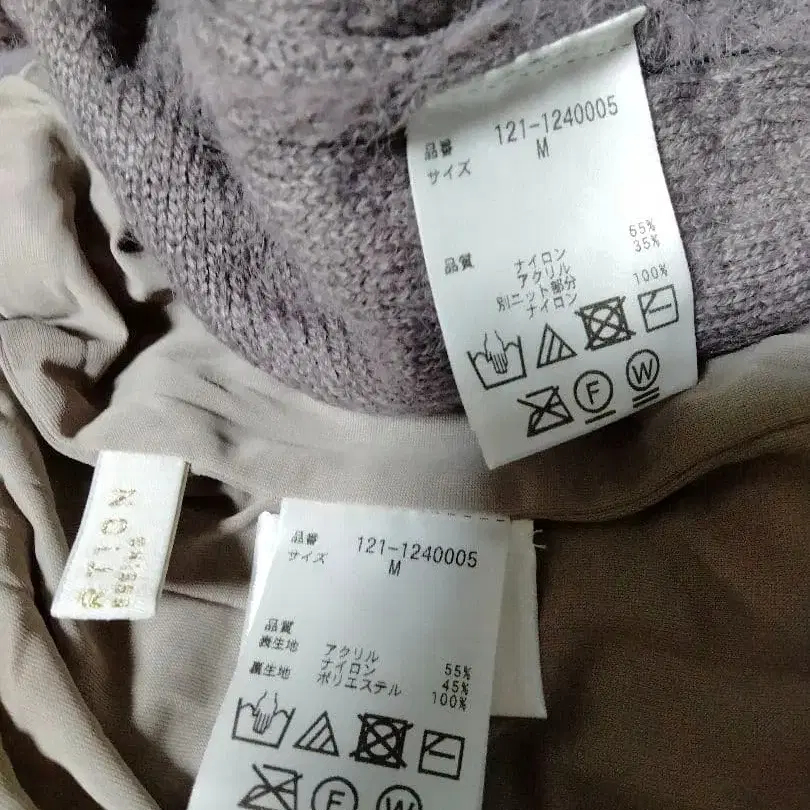 品番 121-1240005
サイズ M
品質 ナイロン 65%
アクリル 35%
別ニット部分
ナイロン 100%
F
W
品番 121-1240005
サイズ M
品質
表生地 アクリル 55%
ナイロン 45%
裏生地 ポリエステル 100%
F
W